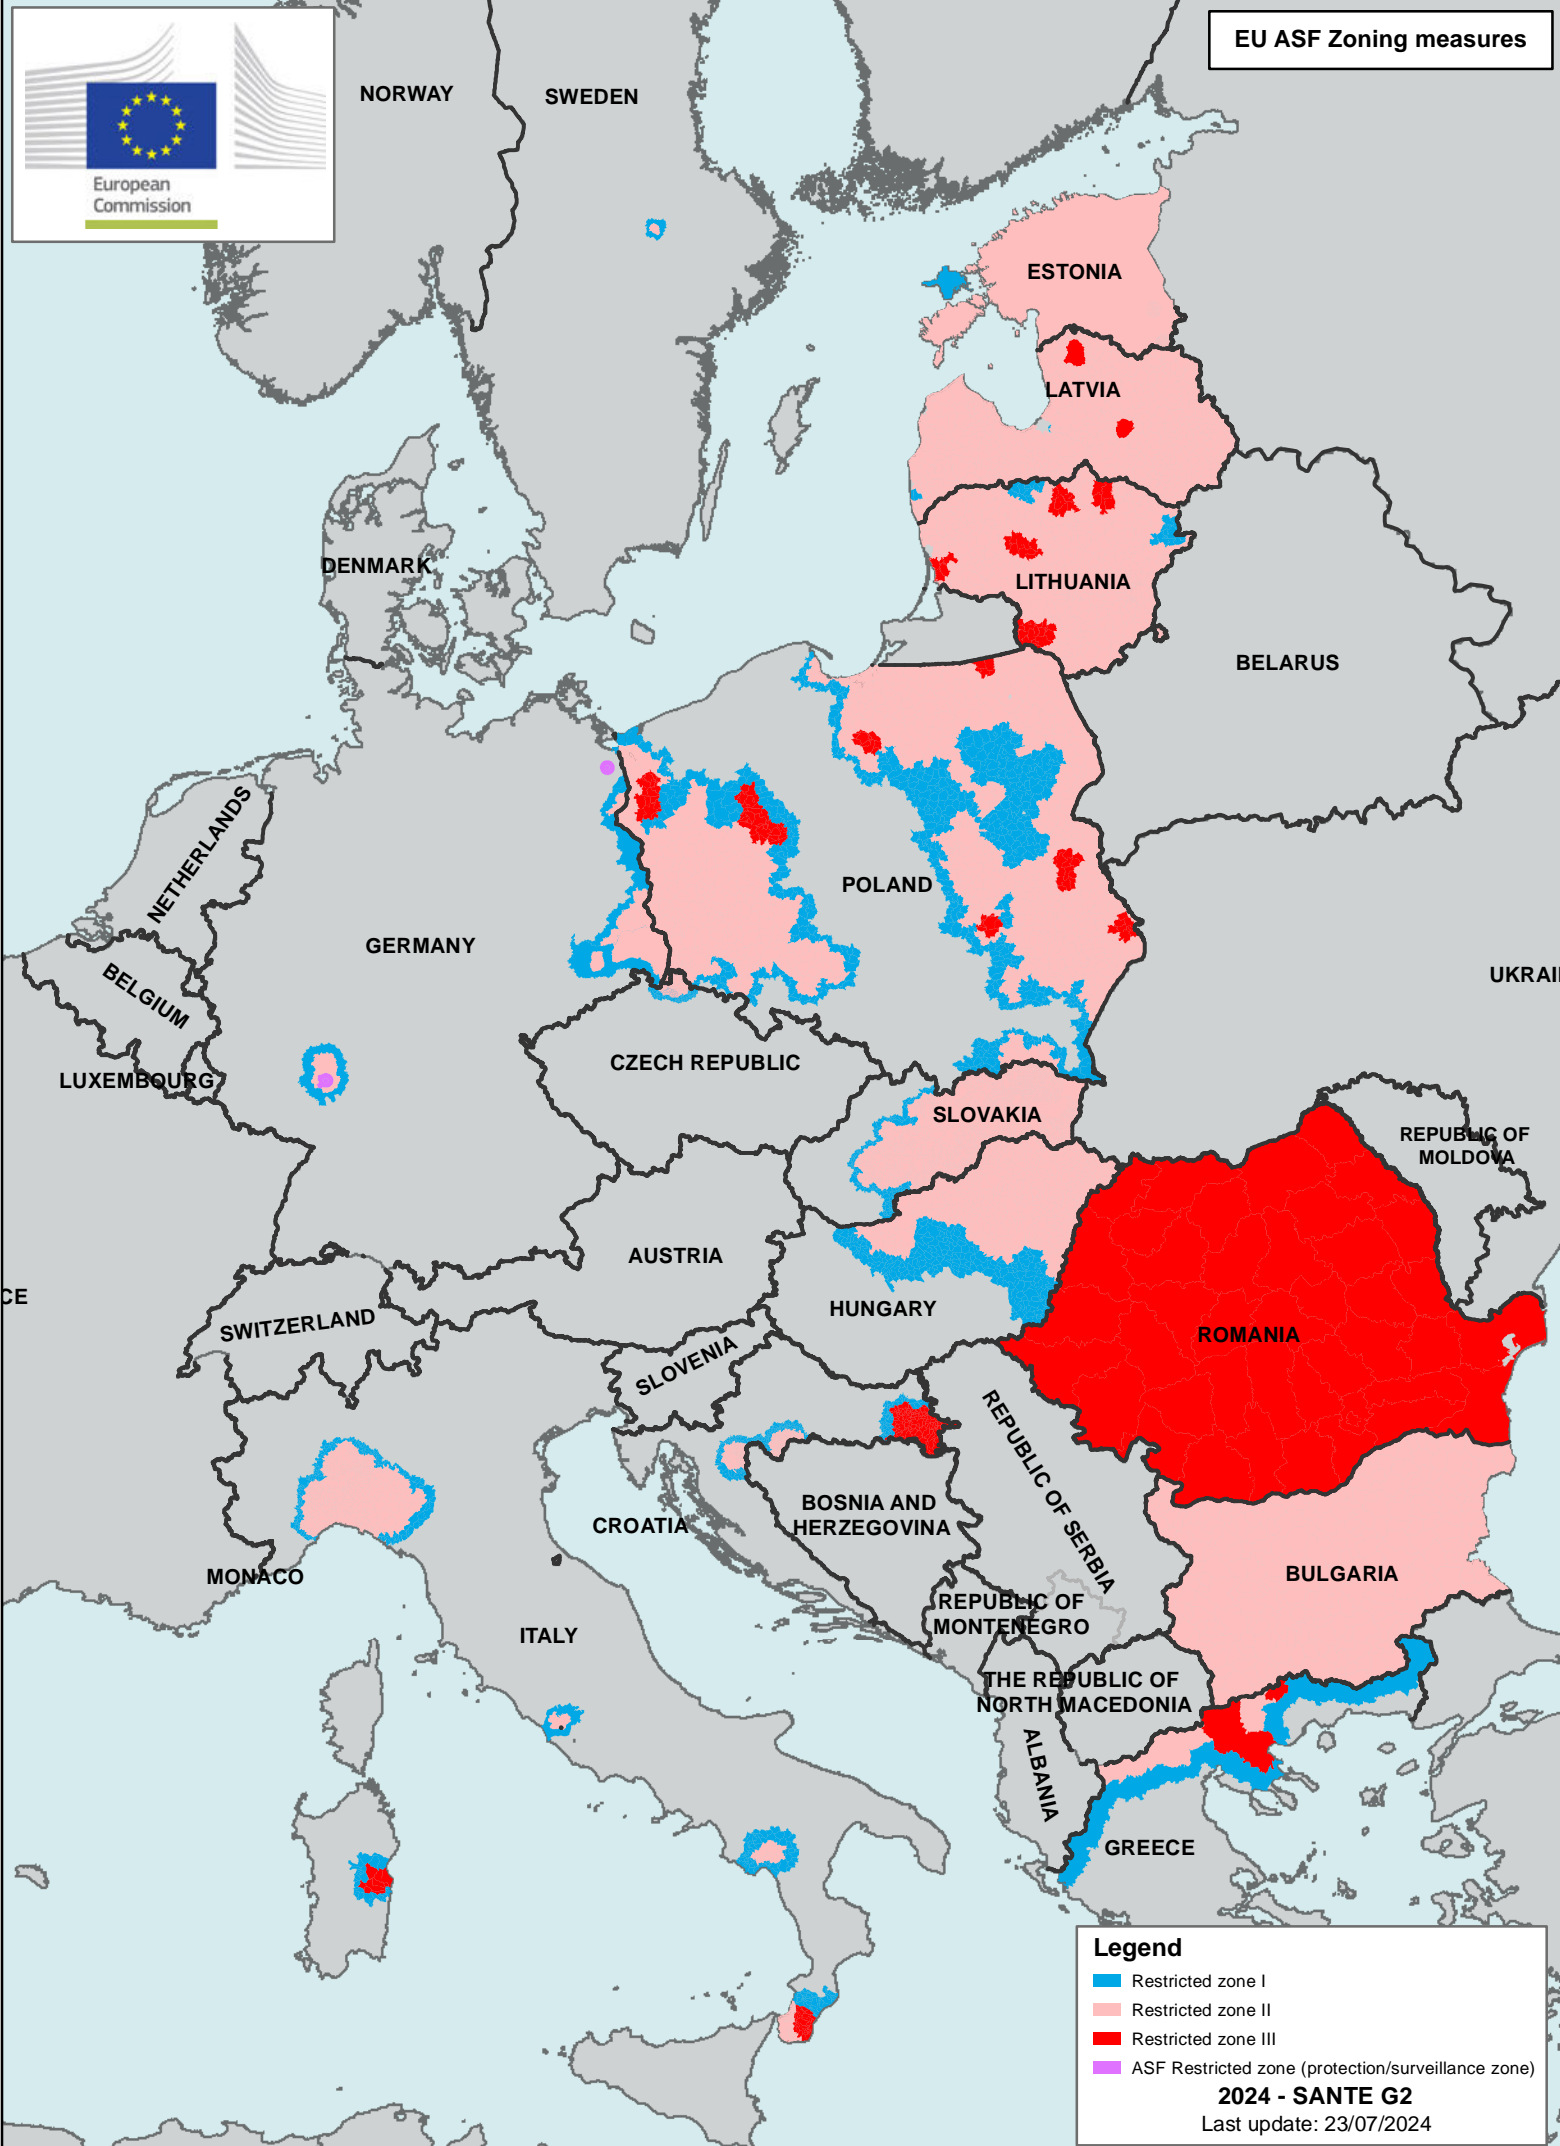 EU ASF Zoning measures
European
Commission
NORWAY
SWEDEN
ESTONIA
LATVIA
LITHUANIA
DENMARK
BELARUS
NETHERLANDS
POLAND
GERMANY
BELGIUM
UKRAI
LUXEMBOURG
CZECH REPUBLIC
SLOVAKIA
REPUBLIC OF
MOLDOVA
AUSTRIA
CE
SWITZERLAND
HUNGARY
ROMANIA
SLOVENIA
REPUBLIC OF SERBIA
BOSNIA AND
HERZEGOVINA
CROATIA
MONACO
BULGARIA
REPUBLIC OF
MONTENEGRO
ITALY
THE REPUBLIC OF
NORTH MACEDONIA
ALBANIA
GREECE
Legend
Restricted zone I
Restricted zone II
Restricted zone III
ASF Restricted zone (protection/surveillance zone)
2024 - SANTE G2
Last update: 23/07/2024